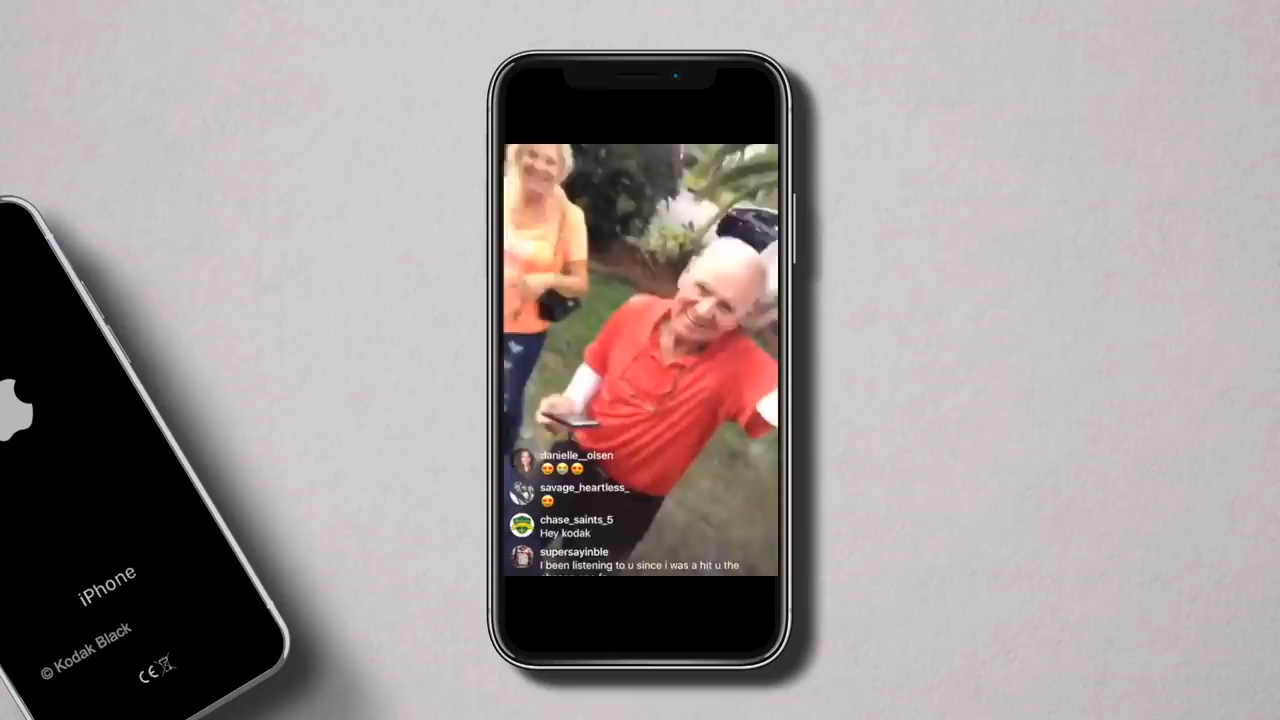 danielle__olsen
😍😭😍
savage_heartless_
😍
chase_saints_5
Hey kodak
supersayinble
I been listening to u since i was a hit u the
iPhone
© Kodak Black
CE